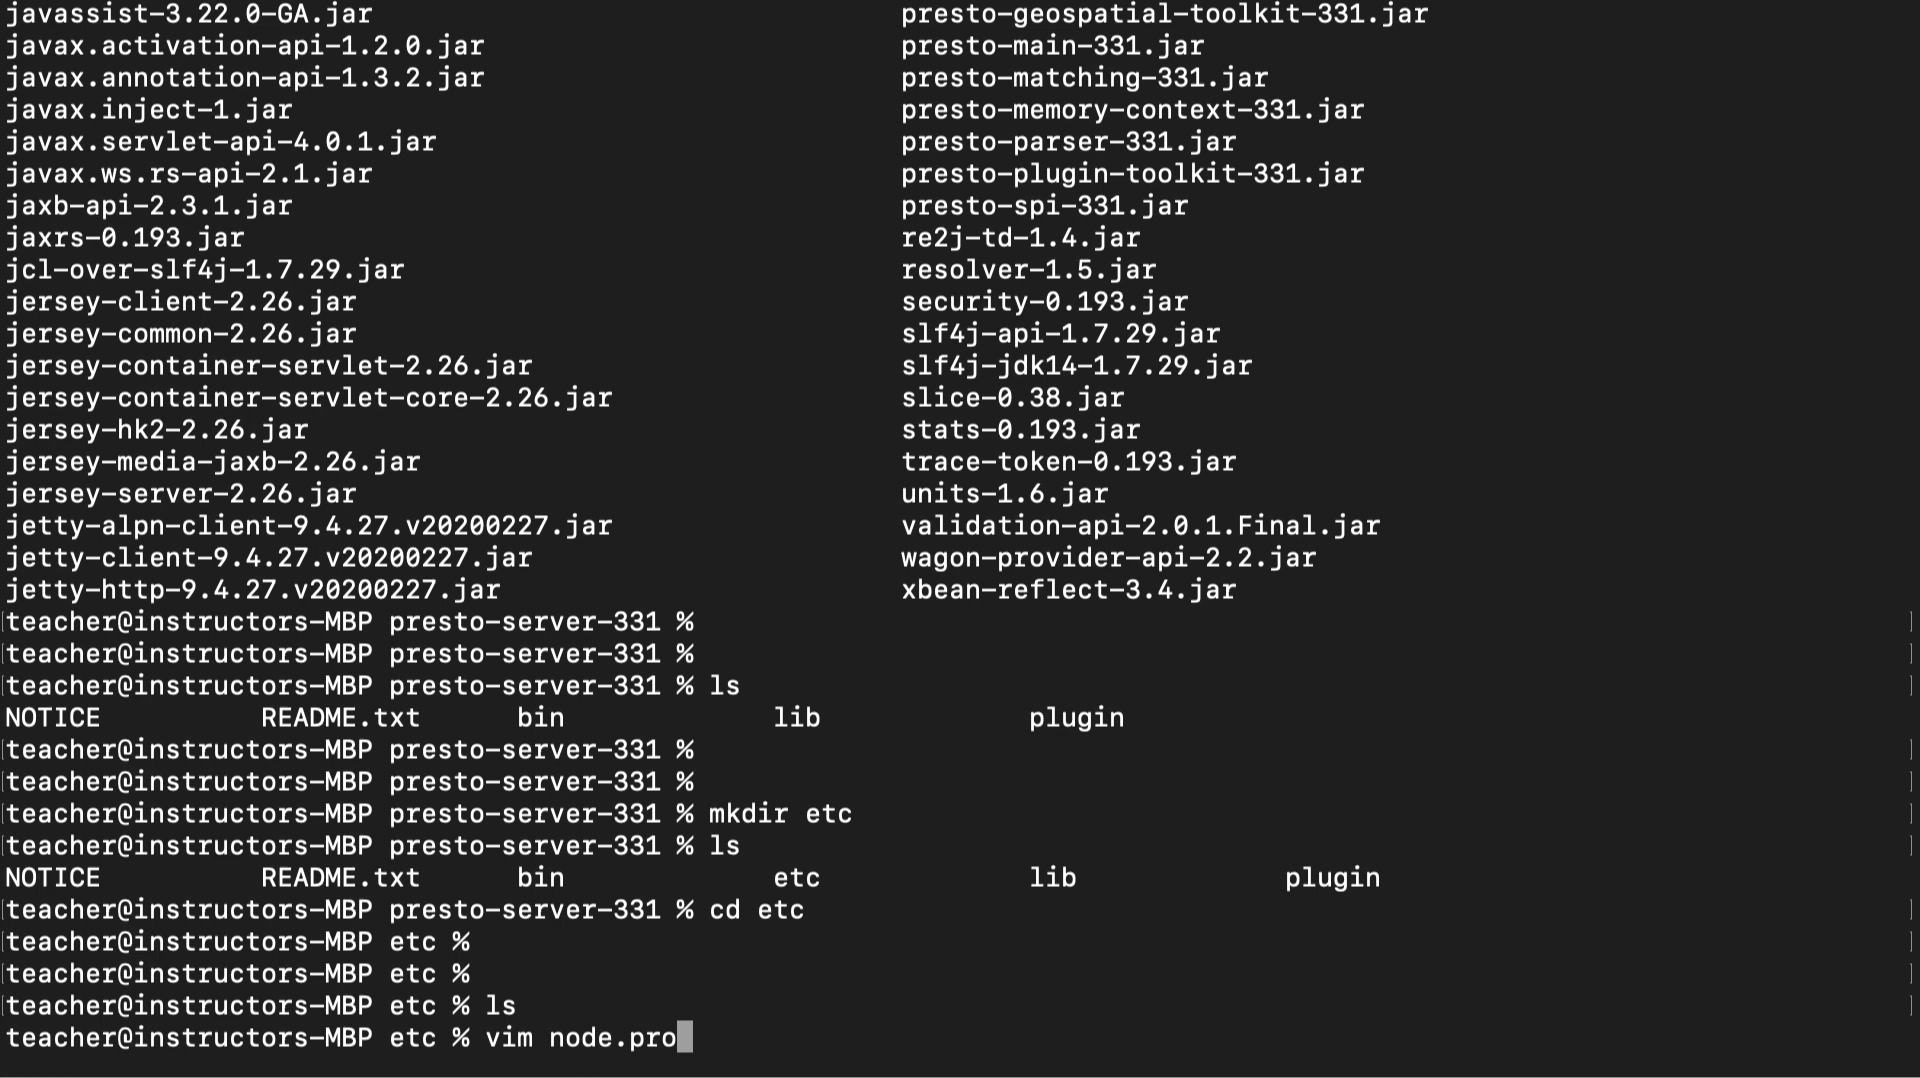 javassist-3.22.0-GA.jar presto-geospatial-toolkit-331.jar
javax.activation-api-1.2.0.jar presto-main-331.jar
javax.annotation-api-1.3.2.jar presto-matching-331.jar
javax.inject-1.jar presto-memory-context-331.jar
javax.servlet-api-4.0.1.jar presto-parser-331.jar
javax.ws.rs-api-2.1.jar presto-plugin-toolkit-331.jar
jaxb-api-2.3.1.jar presto-spi-331.jar
jaxrs-0.193.jar re2j-td-1.4.jar
jcl-over-slf4j-1.7.29.jar resolver-1.5.jar
jersey-client-2.26.jar security-0.193.jar
jersey-common-2.26.jar slf4j-api-1.7.29.jar
jersey-container-servlet-2.26.jar slf4j-jdk14-1.7.29.jar
jersey-container-servlet-core-2.26.jar slice-0.38.jar
jersey-hk2-2.26.jar stats-0.193.jar
jersey-media-jaxb-2.26.jar trace-token-0.193.jar
jersey-server-2.26.jar units-1.6.jar
jetty-alpn-client-9.4.27.v20200227.jar validation-api-2.0.1.Final.jar
jetty-client-9.4.27.v20200227.jar wagon-provider-api-2.2.jar
jetty-http-9.4.27.v20200227.jar xbean-reflect-3.4.jar
[teacher@instructors-MBP presto-server-331 % ]
[teacher@instructors-MBP presto-server-331 % ]
[teacher@instructors-MBP presto-server-331 % ls ]
NOTICE README.txt bin lib plugin
[teacher@instructors-MBP presto-server-331 % ]
[teacher@instructors-MBP presto-server-331 % ]
[teacher@instructors-MBP presto-server-331 % mkdir etc ]
[teacher@instructors-MBP presto-server-331 % ls ]
NOTICE README.txt bin etc lib plugin
[teacher@instructors-MBP presto-server-331 % cd etc ]
[teacher@instructors-MBP etc % ]
[teacher@instructors-MBP etc % ]
[teacher@instructors-MBP etc % ls ]
teacher@instructors-MBP etc % vim node.pro